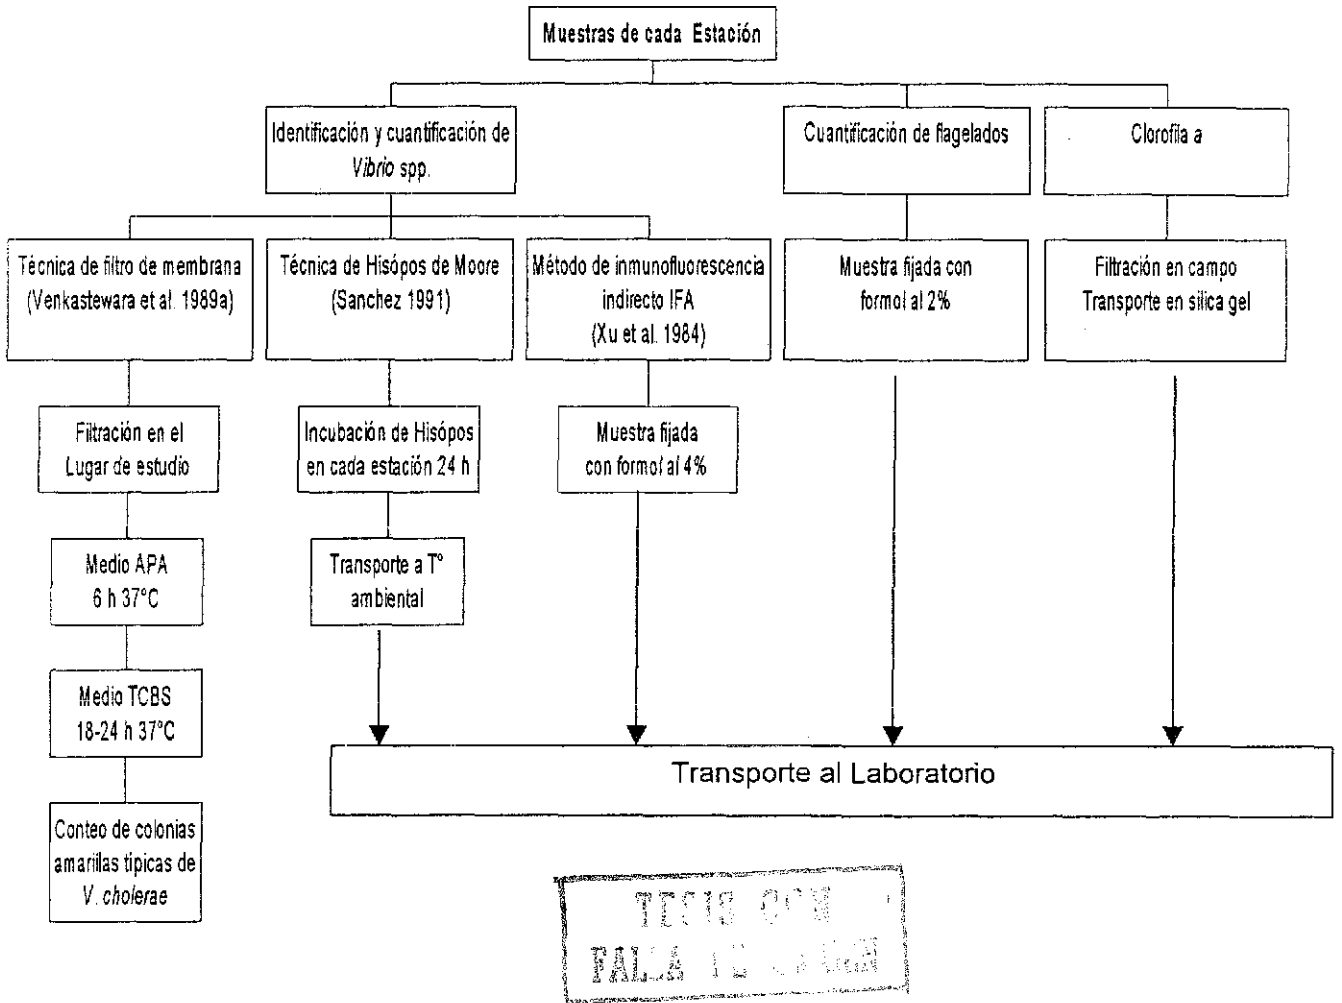 Muestras de cada Estación
Identificación y cuantificación de
Vibrio spp.
Cuantificación de flagelados
Clorofila a
Técnica de filtro de membrana
(Venkastewara et al. 1989a)
Técnica de Hisópos de Moore
(Sanchez 1991)
Método de inmunofluorescencia
indirecto IFA
(Xu et al. 1984)
Muestra fijada con
formol al 2%
Filtración en campo
Transporte en silica gel
Filtración en el
Lugar de estudio
Incubación de Hisópos
en cada estación 24 h
Muestra fijada
con formol al 4%
Medio APA
6 h 37°C
Transporte a Tº
ambiental
Medio TCBS
18-24 h 37°C
Transporte al Laboratorio
Conteo de colonias
amarillas típicas de
V. cholerae
TESIS CON
FALLA DE